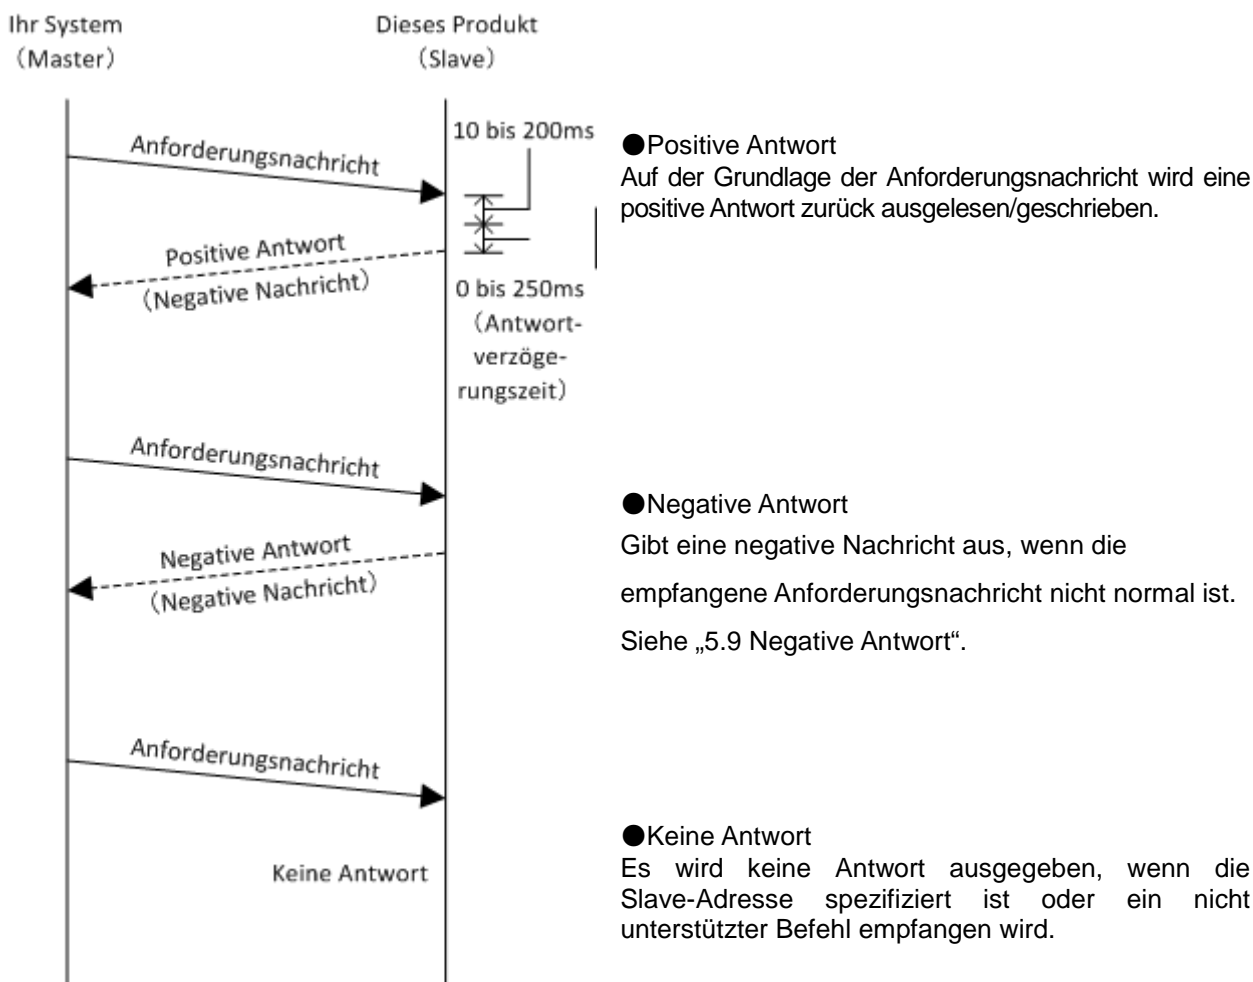 Ihr System
（Master）
Dieses Produkt
（Slave）
Anforderungsnachricht
10 bis 200ms
Positive Antwort
（Negative Nachricht）
0 bis 250ms
（Antwort-
verzöge-
rungszeit）
●Positive Antwort
Auf der Grundlage der Anforderungsnachricht wird eine
positive Antwort zurück ausgelesen/geschrieben.
Anforderungsnachricht
Negative Antwort
（Negative Nachricht）
●Negative Antwort
Gibt eine negative Nachricht aus, wenn die
empfangene Anforderungsnachricht nicht normal ist.
Siehe „5.9 Negative Antwort“.
Anforderungsnachricht
Keine Antwort
●Keine Antwort
Es wird keine Antwort ausgegeben, wenn die
Slave-Adresse spezifiziert ist oder ein nicht
unterstützter Befehl empfangen wird.